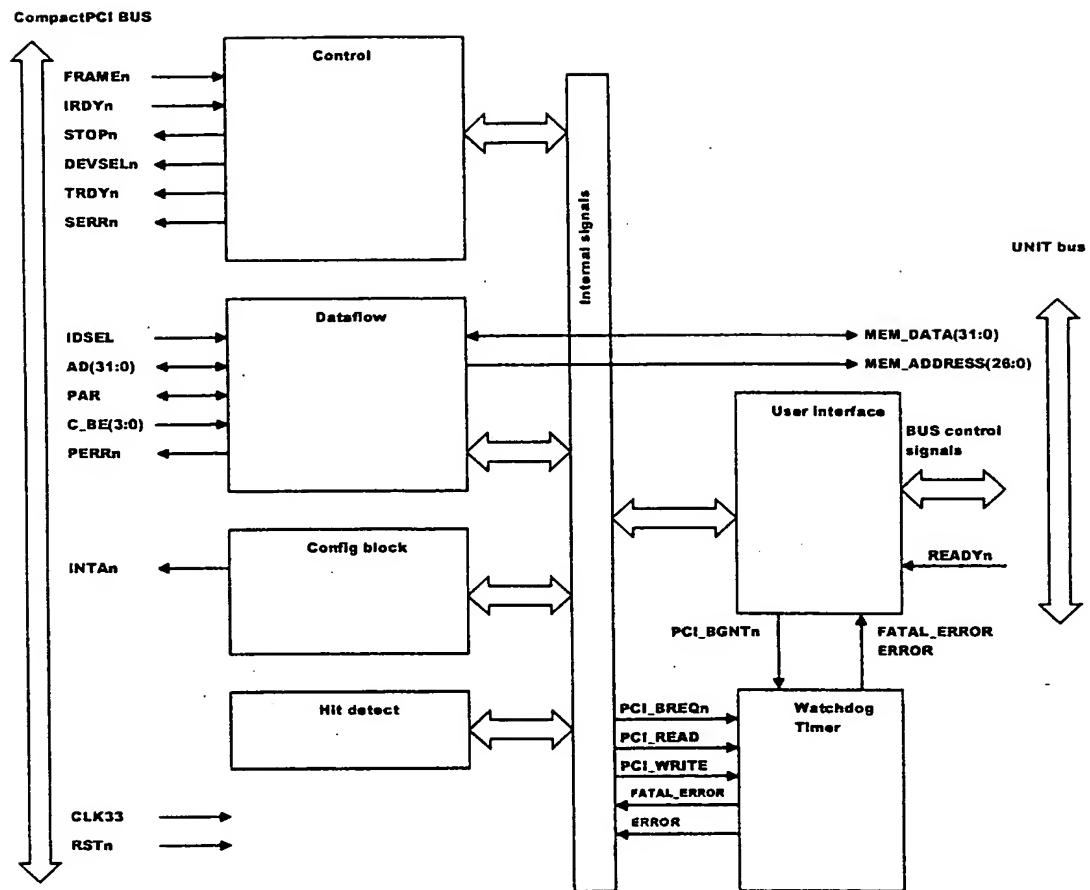 CompactPCI BUS
Control
FRAMEn
IRDYn
STOPn
DEVSELn
TRDYn
SERRn
Internal signals
UNIT bus
Dataflow
IDSEL
AD(31:0)
PAR
C_BE(3:0)
PERRn
MEM_DATA(31:0)
MEM_ADDRESS(26:0)
User interface
BUS control
signals
READYn
Config block
INTAn
PCI_BGNTn
FATAL_ERROR
ERROR
Hit detect
Watchdog
Timer
PCI_BREQn
PCI_READ
PCI_WRITE
FATAL_ERROR
ERROR
CLK33
RSTn